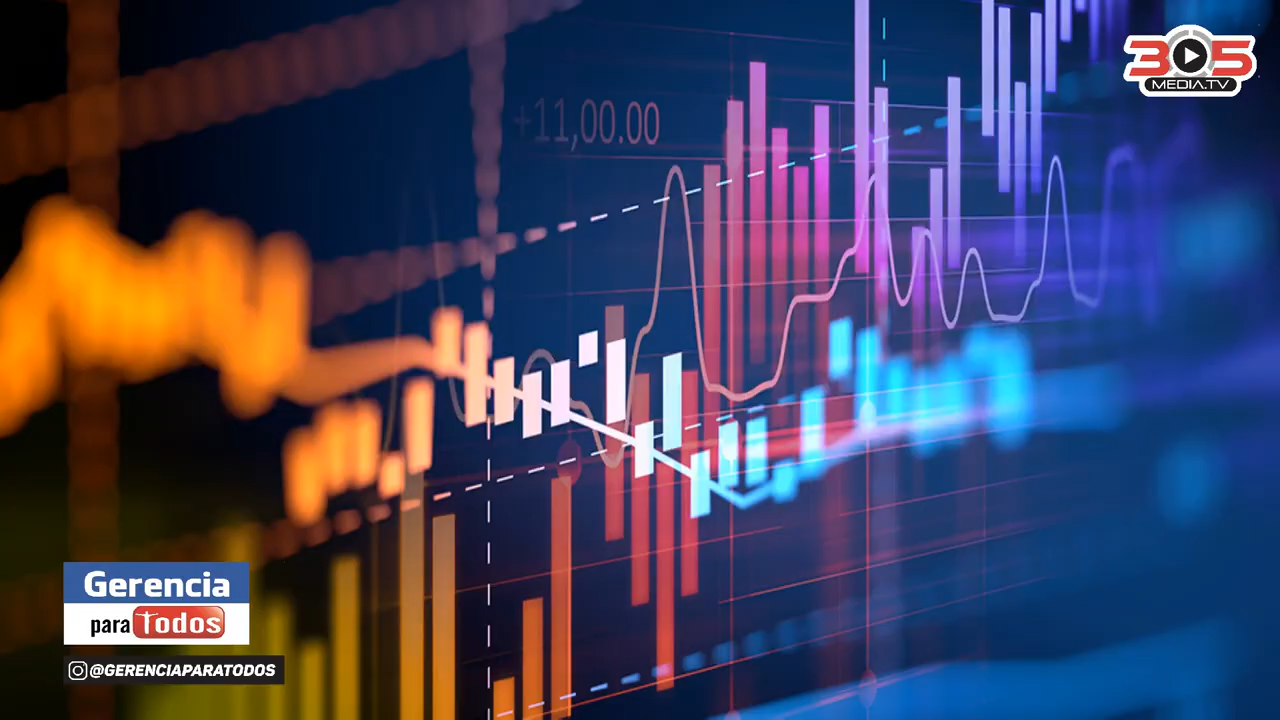 305
MEDIA.TV
+11,00.00
Gerencia
para Todos
@GERENCIAPARATODOS